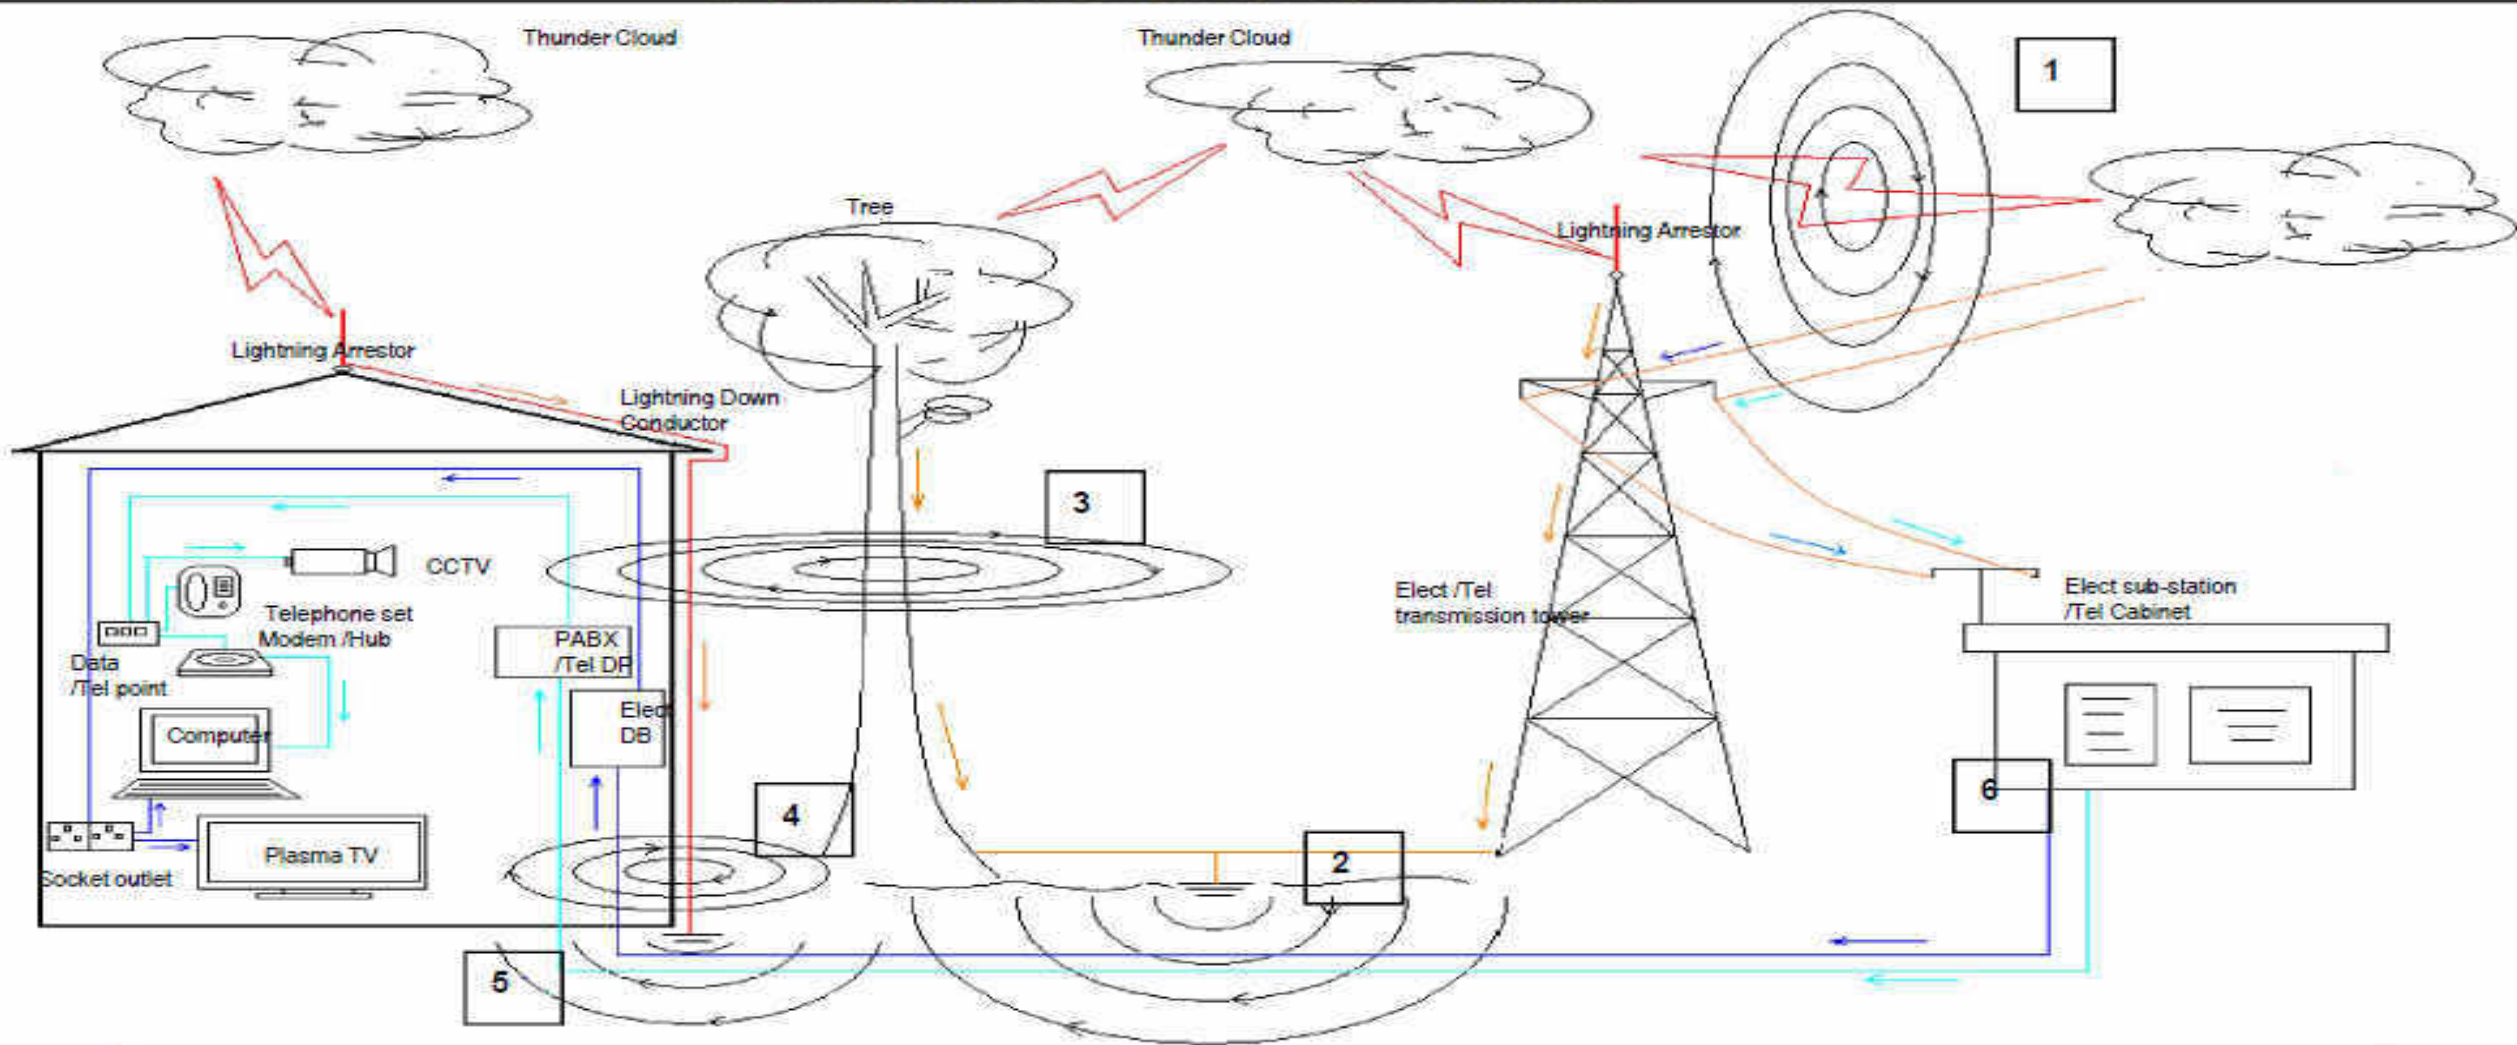 Thunder Cloud
Thunder Cloud
1
Tree
Lightning Arrestor
Lightning Arrestor
Lightning Down
Conductor
3
CCTV
Telephone set
Modem /Hub
Data
/Tel point
PABX
/Tel DP
Elect /Tel
transmission tower
Elect sub-station
/Tel Cabinet
Computer
Elect
DB
4
6
2
Plasma TV
Socket outlet
5